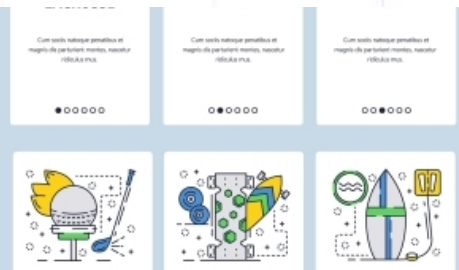 Cum sociis natoque penatibus et
magnis dis parturient montes, nascetur
ridiculus mus.
Cum sociis natoque penatibus et
magnis dis parturient montes, nascetur
ridiculus mus.
Cum sociis natoque penatibus et
magnis dis parturient montes, nascetur
ridiculus mus.